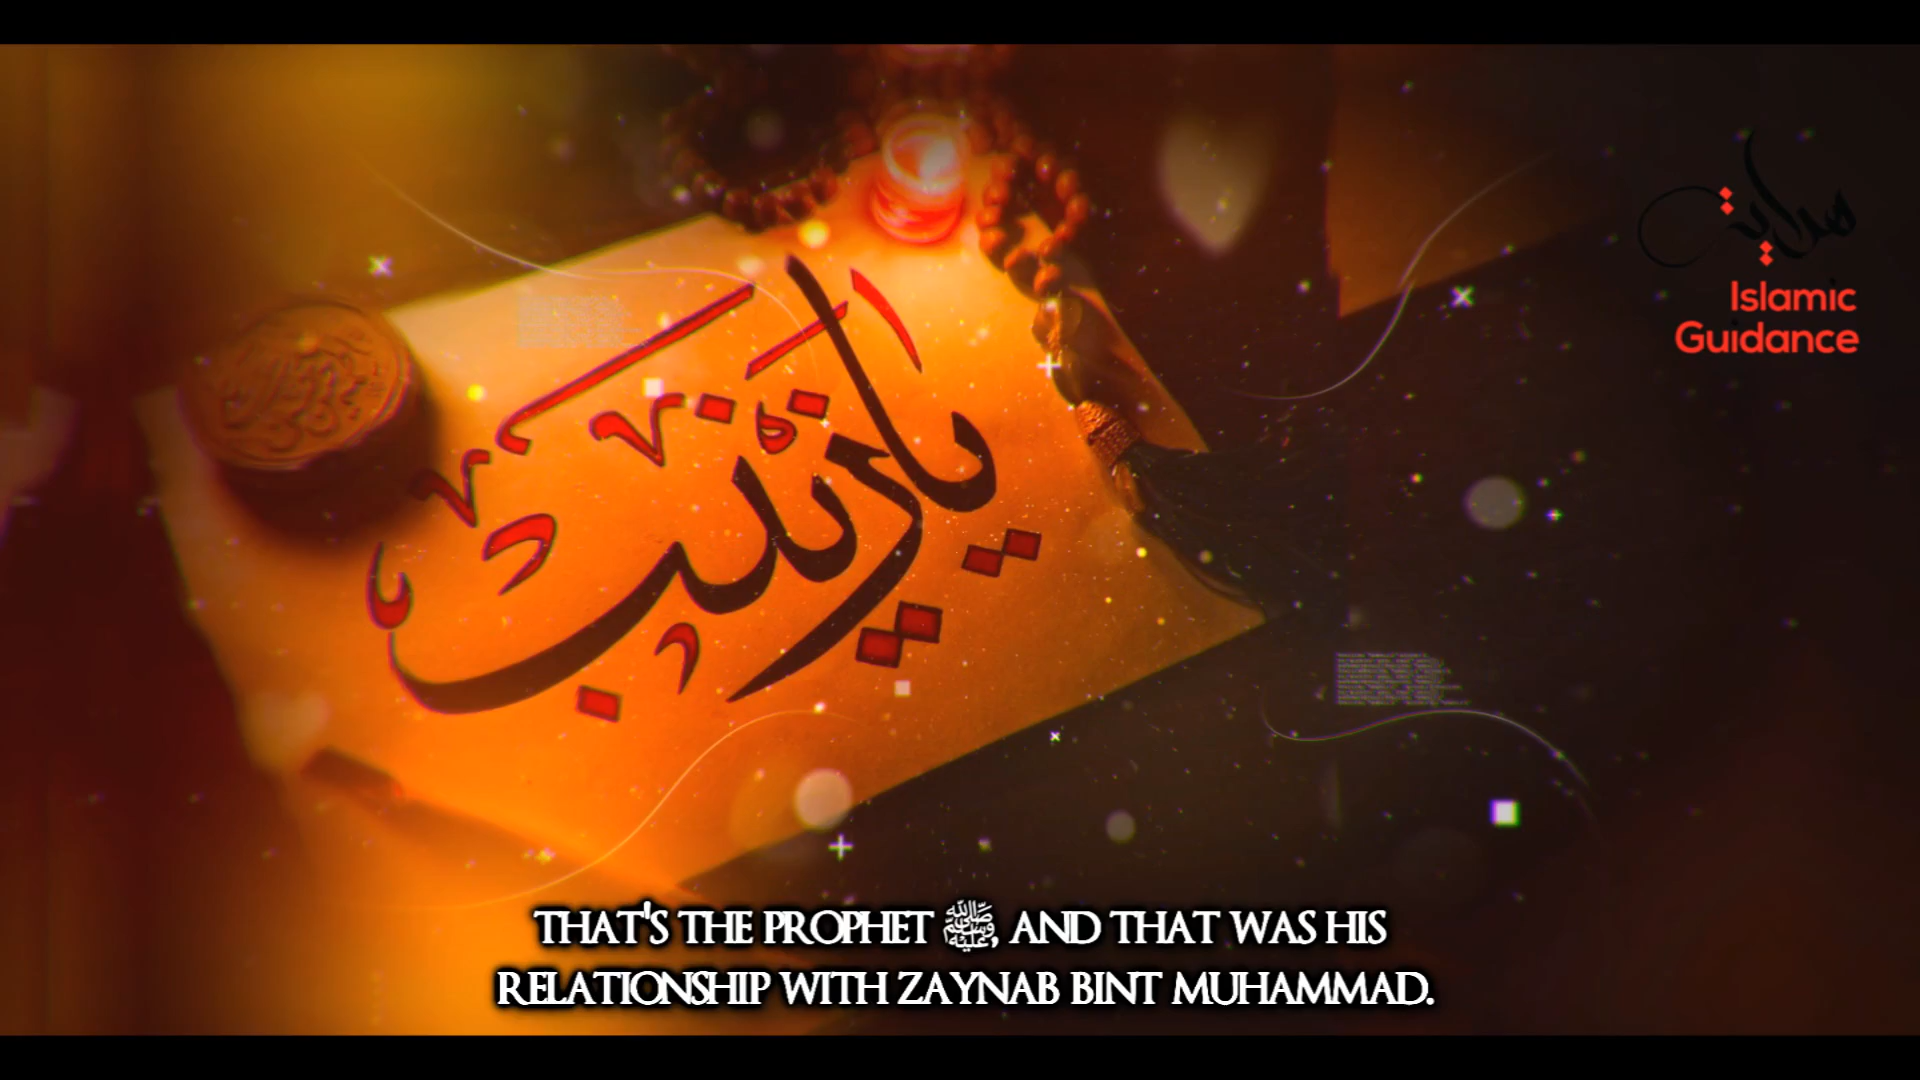 يا زينب
هداية
Islamic
Guidance
THAT'S THE PROPHET ﷺ, AND THAT WAS HIS
RELATIONSHIP WITH ZAYNAB BINT MUHAMMAD.